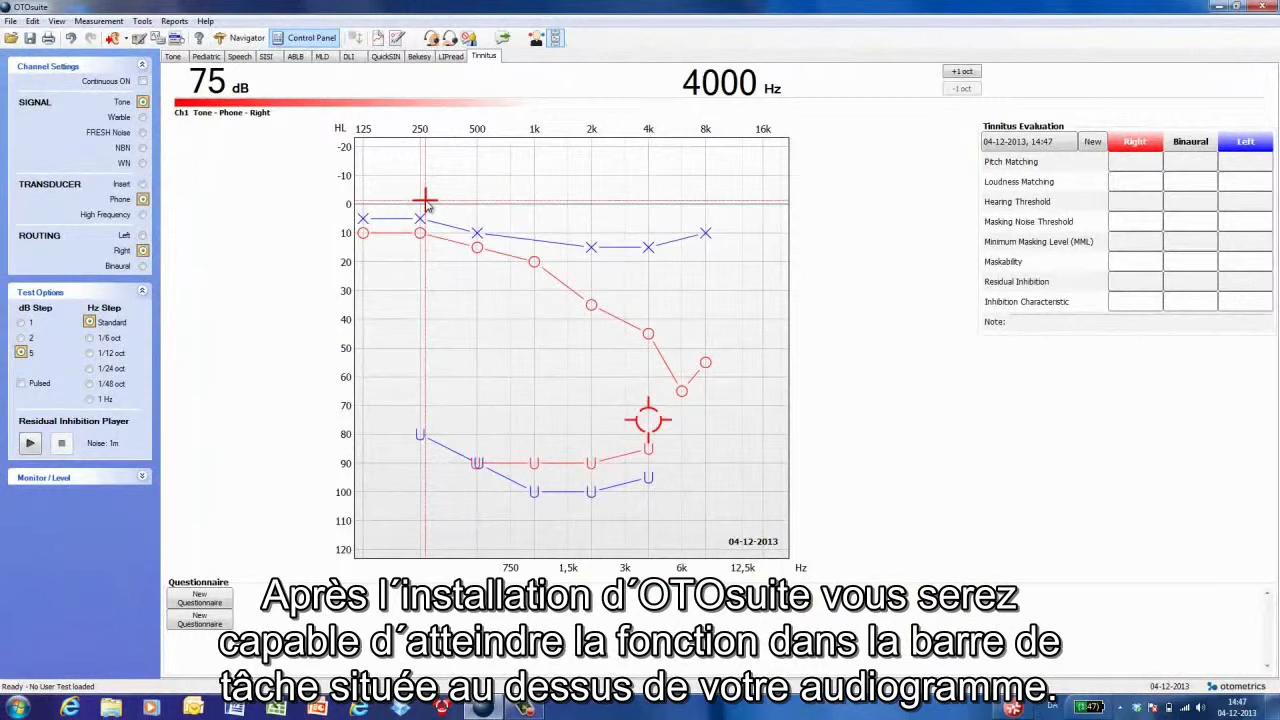 OTOsuite
File Edit View Measurement Tools Reports Help
Navigator Control Panel
Tone Pediatric Speech SISI ABLB MLD DLI QuickSIN Bekesy LIPread Tinnitus
Channel Settings
Continuous ON
SIGNAL Tone
Warble
FRESH Noise
NBN
WN
TRANSDUCER Insert
Phone
High Frequency
ROUTING Left
Right
Binaural
Test Options
dB Step Hz Step
1 Standard
2 1/6 oct
5 1/12 oct
1/24 oct
Pulsed 1/48 oct
1 Hz
Residual Inhibition Player
Noise: 1m
Monitor / Level
75 dB 4000 Hz
+1 oct
-1 oct
Ch1 Tone - Phone - Right
HL 125 250 500 1k 2k 4k 8k 16k
-20
-10
0
10
20
30
40
50
60
70
80
90
100
110
120
04-12-2013
750 1,5k 3k 6k 12,5k Hz
Tinnitus Evaluation
04-12-2013, 14:47 New Right Binaural Left
Pitch Matching
Loudness Matching
Hearing Threshold
Masking Noise Threshold
Minimum Masking Level (MML)
Maskability
Residual Inhibition
Inhibition Characteristic
Note:
Questionnaire
New
Questionnaire
New
Questionnaire
Après l´installation d´OTOsuite vous serez
capable d´atteindre la fonction dans la barre de
tâche située au dessus de votre audiogramme.
Ready - No User Test loaded
04-12-2013 otometrics
DA (1:47) 14:47
04-12-2013